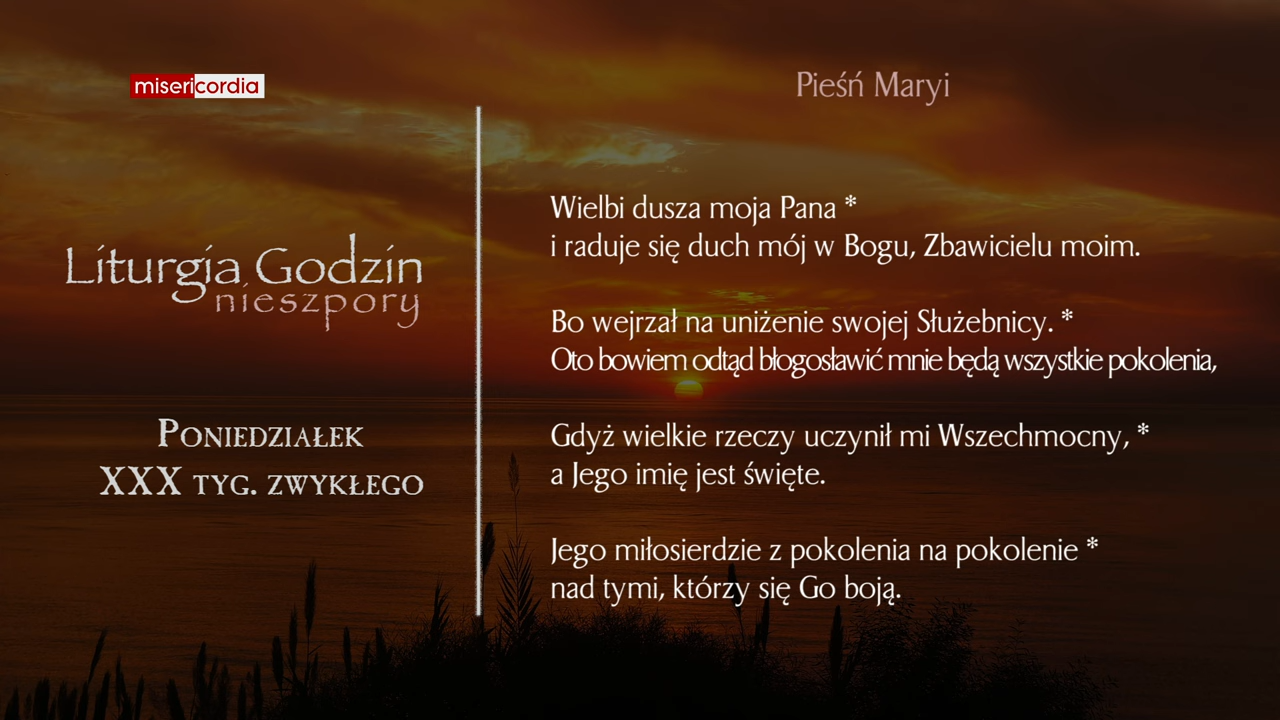 misericordia
Liturgia Godzin
nieszpory
Poniedziałek
XXX tyg. zwykłego
Pieśń Maryi
Wielbi dusza moja Pana *
i raduje się duch mój w Bogu, Zbawicielu moim.
Bo wejrzał na uniżenie swojej Służebnicy. *
Oto bowiem odtąd błogosławić mnie będą wszystkie pokolenia,
Gdyż wielkie rzeczy uczynił mi Wszechmocny, *
a Jego imię jest święte.
Jego miłosierdzie z pokolenia na pokolenie *
nad tymi, którzy się Go boją.